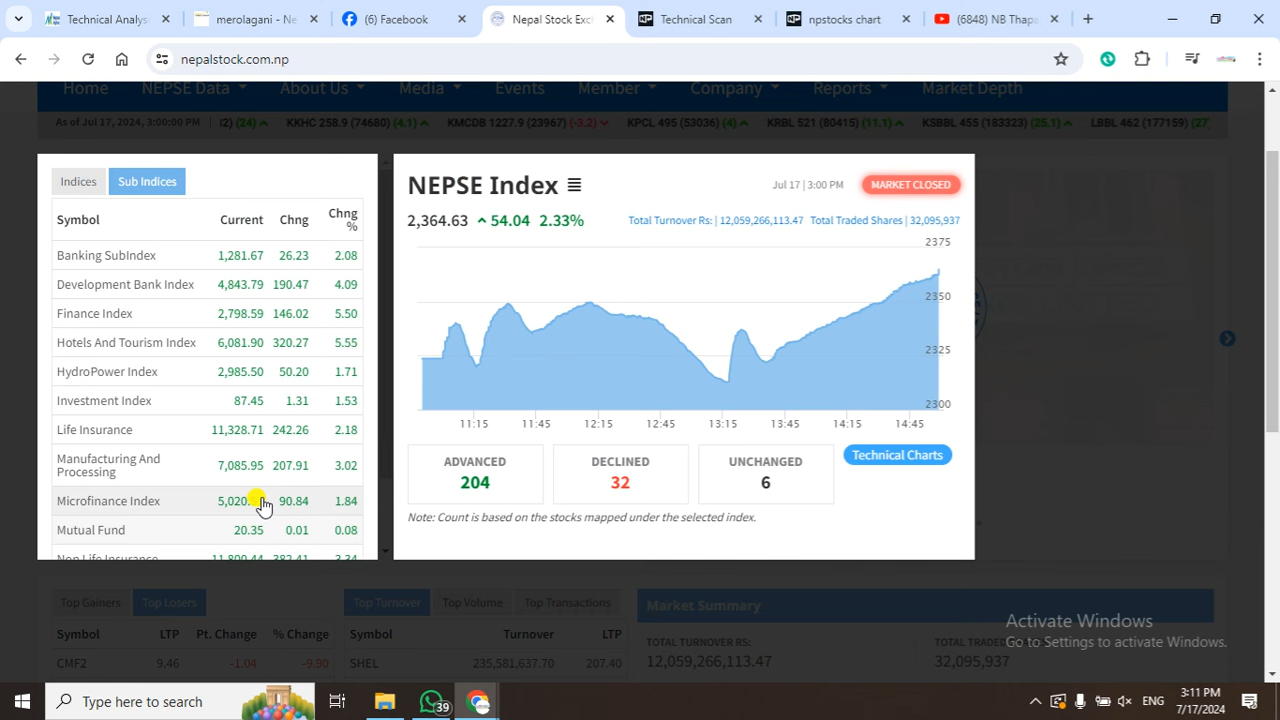 Technical Analys
merolagani - Ne
(6) Facebook
Nepal Stock Exc
Technical Scan
npstocks chart
(6848) NB Thapa
nepalstock.com.np
Home NEPSE Data About Us Media Events Member Company Reports Market Depth
As of Jul 17, 2024, 3:00:00 PM (24) KKHC 258.9 (74680) (4.1) KMCDB 1227.9 (23967) (-3.2) KPCL 495 (53036) (4) KRBL 521 (80415) (11.1) KSBBL 455 (183323) (25.1) LBBL 462 (177159)
Indices Sub Indices
Symbol Current Chng Chng %
Banking SubIndex 1,281.67 26.23 2.08
Development Bank Index 4,843.79 190.47 4.09
Finance Index 2,798.59 146.02 5.50
Hotels And Tourism Index 6,081.90 320.27 5.55
HydroPower Index 2,985.50 50.20 1.71
Investment Index 87.45 1.31 1.53
Life Insurance 11,328.71 242.26 2.18
Manufacturing And
Processing 7,085.95 207.91 3.02
Microfinance Index 5,020. 90.84 1.84
Mutual Fund 20.35 0.01 0.08
Non Life Insurance 11,800.44 382.41 3.34
NEPSE Index
Jul 17 | 3:00 PM MARKET CLOSED
2,364.63 54.04 2.33%
Total Turnover Rs: | 12,059,266,113.47 Total Traded Shares | 32,095,937
2375
2350
2325
2300
11:15 11:45 12:15 12:45 13:15 13:45 14:15 14:45
ADVANCED
204
DECLINED
32
UNCHANGED
6
Technical Charts
Note: Count is based on the stocks mapped under the selected index.
Top Gainers Top Losers
Symbol LTP Pt. Change % Change
CMF2 9.46 -1.04 -9.90
Top Turnover Top Volume Top Transactions
Symbol Turnover LTP
SHEL 235,581,637.70 207.40
Market Summary
TOTAL TURNOVER RS:
12,059,266,113.47
TOTAL TRADED
32,095,937
Activate Windows
Go to Settings to activate Windows.
Type here to search
39
ENG
3:11 PM
7/17/2024